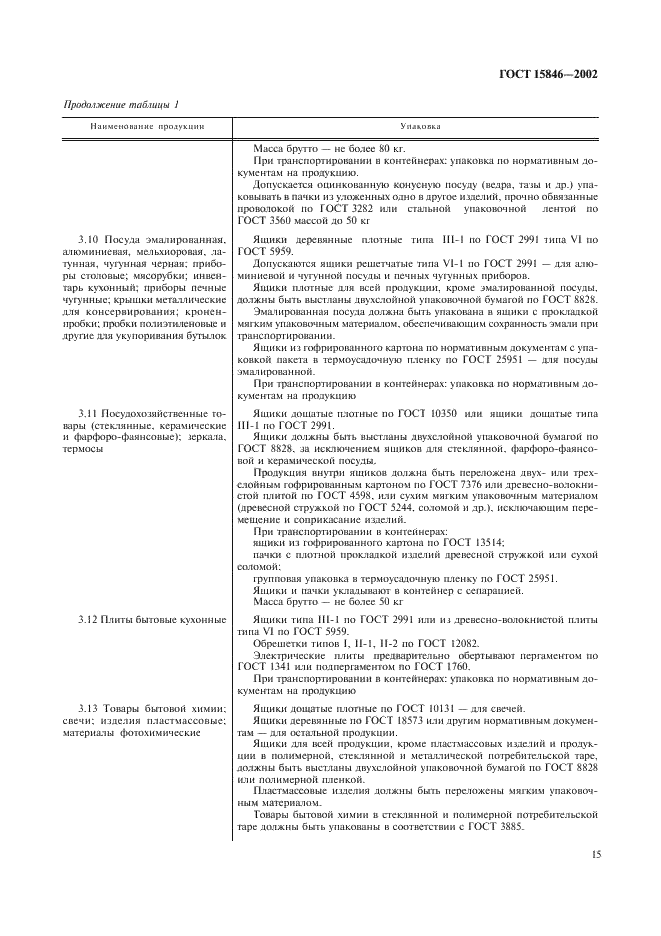 ГОСТ 15846—2002
Продолжение таблицы 1
Наименование продукции
Упаковка
Масса брутто — не более 80 кг.
При транспортировании в контейнерах: упаковка по нормативным до-
кументам на продукцию.
Допускается оцинкованную конусную посуду (ведра, тазы и др.) упа-
ковывать в пачки из уложенных одно в другое изделий, прочно обвязанные
проволокой по ГОСТ 3282 или стальной упаковочной лентой по
ГОСТ 3560 массой до 50 кг
3.10 Посуда эмалированная,
алюминиевая, мельхиоровая, ла-
тунная, чугунная черная; прибо-
ры столовые; мясорубки; инвен-
тарь кухонный; приборы печные
чугунные; крышки металлические
для консервирования; кронен-
пробки; пробки полиэтиленовые и
другие для укупоривания бутылок
Ящики деревянные плотные типа III-1 по ГОСТ 2991 типа VI по
ГОСТ 5959.
Допускаются ящики решетчатые типа VI-1 по ГОСТ 2991 — для алю-
миниевой и чугунной посуды и печных чугунных приборов.
Ящики плотные для всей продукции, кроме эмалированной посуды,
должны быть выстланы двухслойной упаковочной бумагой по ГОСТ 8828.
Эмалированная посуда должна быть упакована в ящики с прокладкой
мягким упаковочным материалом, обеспечивающим сохранность эмали при
транспортировании.
Ящики из гофрированного картона по нормативным документам с упа-
ковкой пакета в термоусадочную пленку по ГОСТ 25951 — для посуды
эмалированной.
При транспортировании в контейнерах: упаковка по нормативным до-
кументам на продукцию
3.11 Посудохозяйственные то-
вары (стеклянные, керамические
и фарфоро-фаянсовые); зеркала,
термосы
Ящики дощатые плотные по ГОСТ 10350 или ящики дощатые типа
III-1 по ГОСТ 2991.
Ящики должны быть выстланы двухслойной упаковочной бумагой по
ГОСТ 8828, за исключением ящиков для стеклянной, фарфоро-фаянсо-
вой и керамической посуды.
Продукция внутри ящиков должна быть переложена двух- или трех-
слойным гофрированным картоном по ГОСТ 7376 или древесно-волокни-
стой плитой по ГОСТ 4598, или сухим мягким упаковочным материалом
(древесной стружкой по ГОСТ 5244, соломой и др.), исключающим пере-
мещение и соприкасание изделий.
При транспортировании в контейнерах:
ящики из гофрированного картона по ГОСТ 13514;
пачки с плотной прокладкой изделий древесной стружкой или сухой
соломой;
групповая упаковка в термоусадочную пленку по ГОСТ 25951.
Ящики и пачки укладывают в контейнер с сепарацией.
Масса брутто — не более 50 кг
3.12 Плиты бытовые кухонные
Ящики типа III-1 по ГОСТ 2991 или из древесно-волокнистой плиты
типа VI по ГОСТ 5959.
Обрешетки типов I, II-1, II-2 по ГОСТ 12082.
Электрические плиты предварительно обертывают пергаментом по
ГОСТ 1341 или подпергаментом по ГОСТ 1760.
При транспортировании в контейнерах: упаковка по нормативным до-
кументам на продукцию
3.13 Товары бытовой химии;
свечи; изделия пластмассовые;
материалы фотохимические
Ящики дощатые плотные по ГОСТ 10131 — для свечей.
Ящики деревянные по ГОСТ 18573 или другим нормативным докумен-
там — для остальной продукции.
Ящики для всей продукции, кроме пластмассовых изделий и продук-
ции в полимерной, стеклянной и металлической потребительской таре,
должны быть выстланы двухслойной упаковочной бумагой по ГОСТ 8828
или полимерной пленкой.
Пластмассовые изделия должны быть переложены мягким упаковоч-
ным материалом.
Товары бытовой химии в стеклянной и полимерной потребительской
таре должны быть упакованы в соответствии с ГОСТ 3885.
15